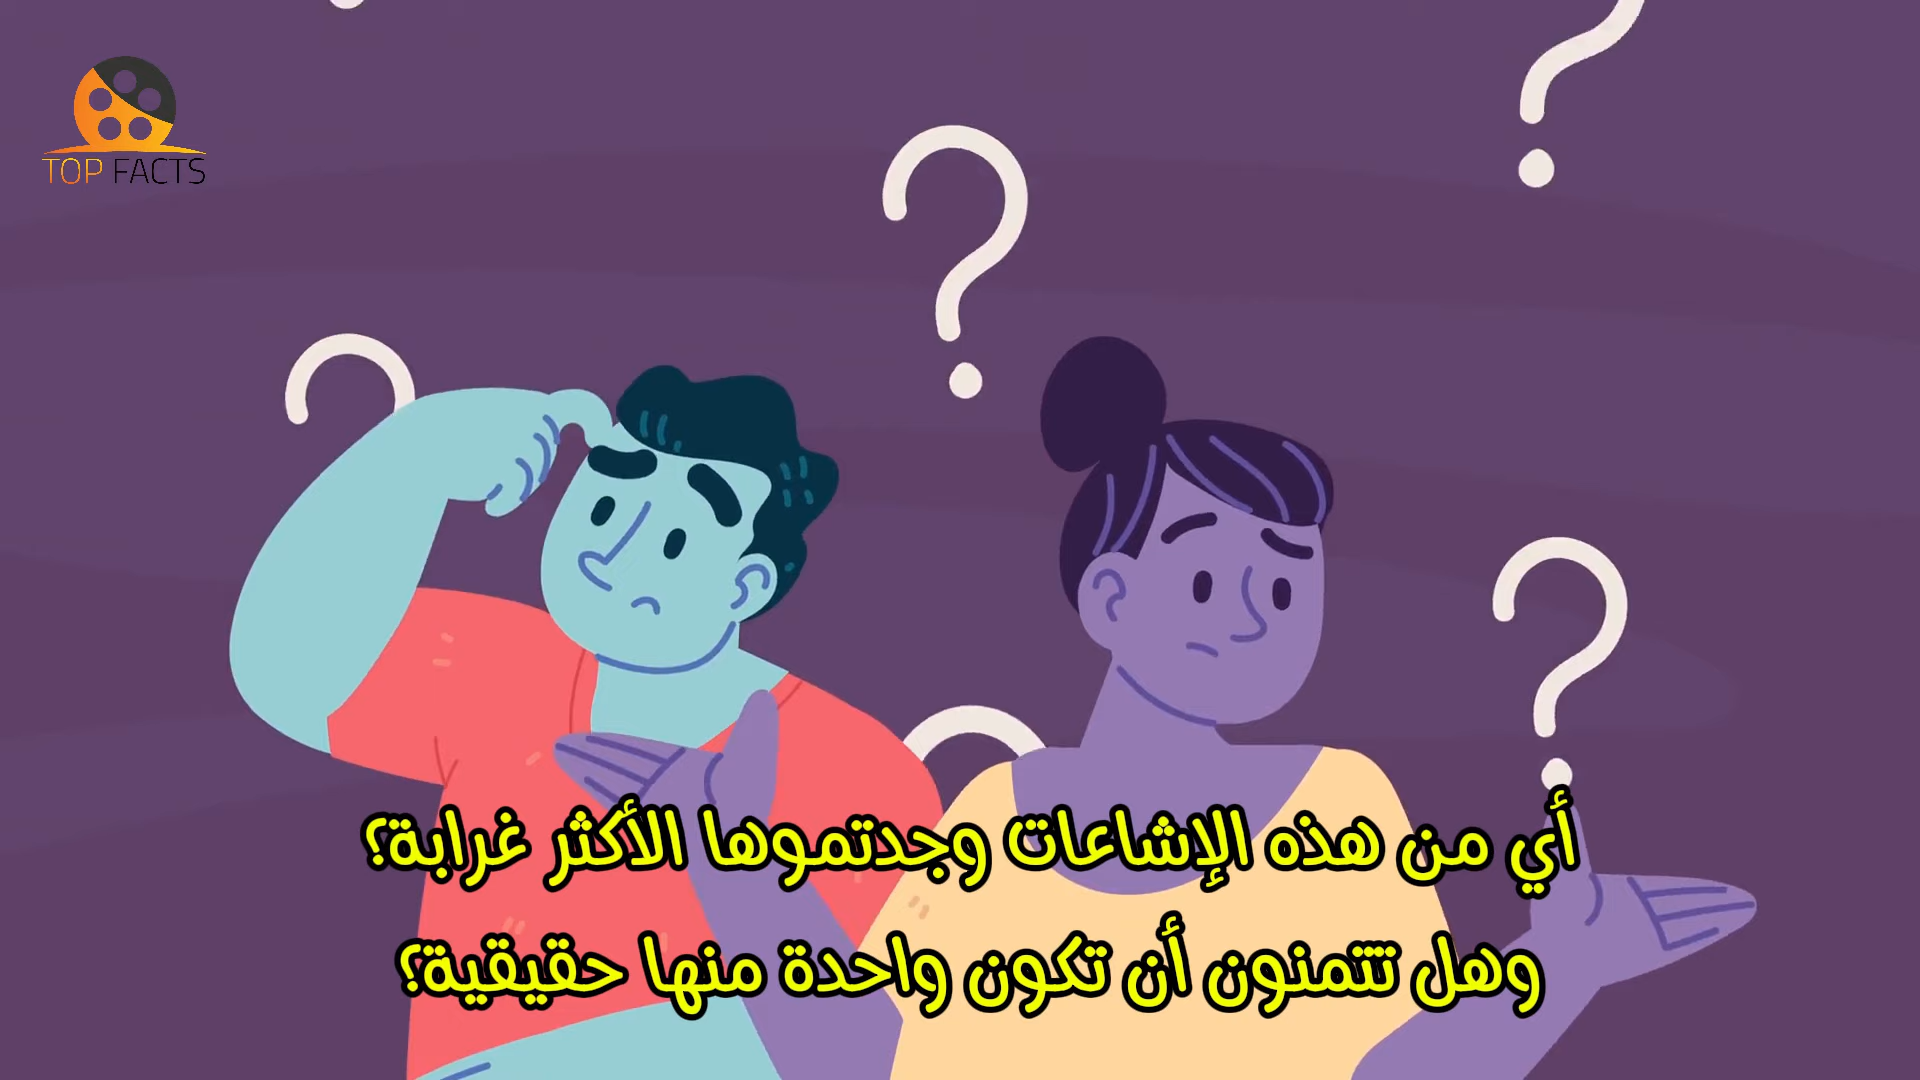 TOP FACTS
أي من هذه الإشاعات وجدتموها الأكثر غرابة؟
وهل تتمنون أن تكون واحدة منها حقيقية؟